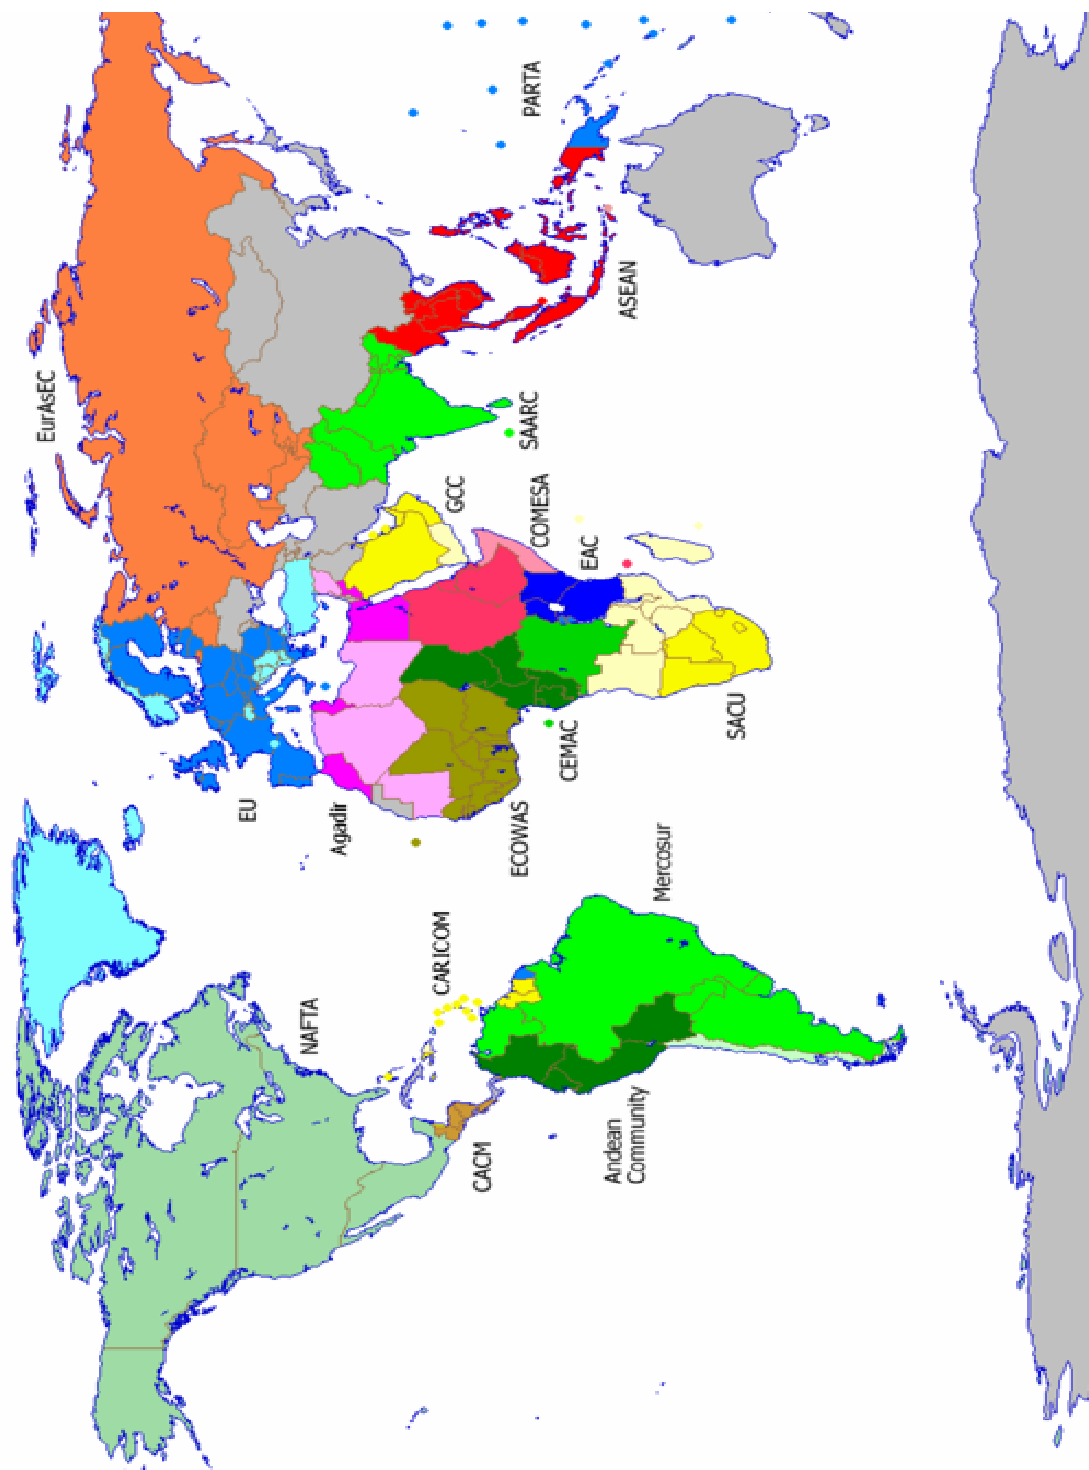 EurAsEC
PARTA
ASEAN
SAARC
GCC
COMESA
EAC
EU
Agadir
ECOWAS
CEMAC
SACU
NAFTA
CARICOM
CACM
Mercosur
Andean
Community